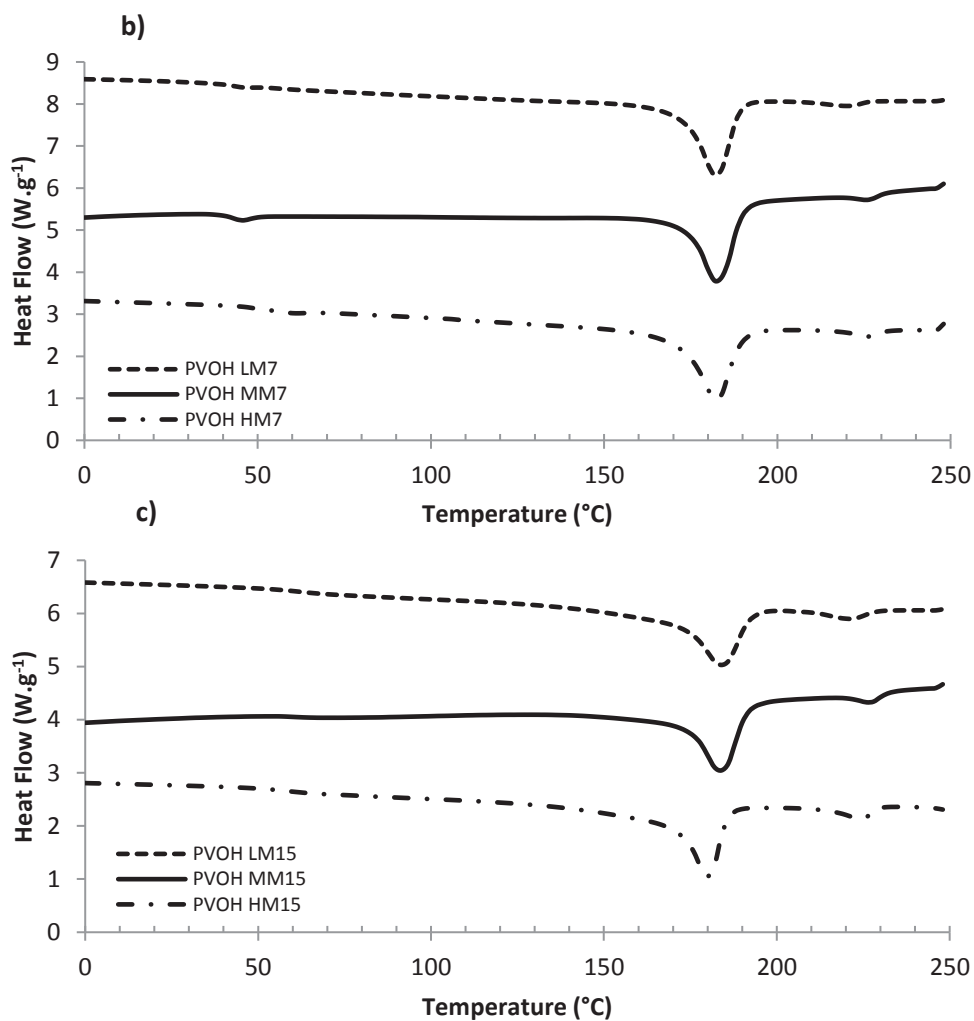 b)
9
8
7
6
5
4
3
2
1
0
Heat Flow (W.g⁻¹)
PVOH LM7
PVOH MM7
PVOH HM7
0 50 100 150 200 250
Temperature (°C)
c)
7
6
5
4
3
2
1
0
Heat Flow (W.g⁻¹)
PVOH LM15
PVOH MM15
PVOH HM15
0 50 100 150 200 250
Temperature (°C)